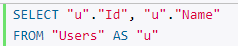 SELECT "u"."Id", "u"."Name"
FROM "Users" AS "u"